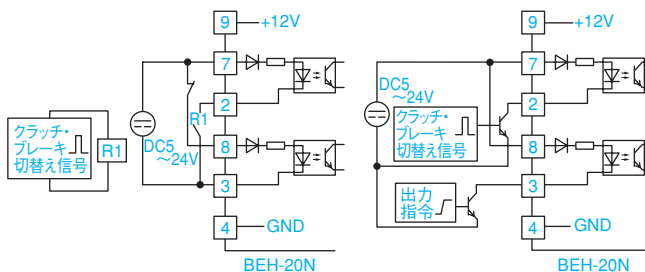 9
+12V
7
2
R1
8
3
4
GND
DC5
~24V
クラッチ・
ブレーキ
切替え信号
R1
BEH-20N
9
+12V
7
DC5
~24V
2
クラッチ・
ブレーキ
切替え信号
8
3
出力
指令
4
GND
BEH-20N